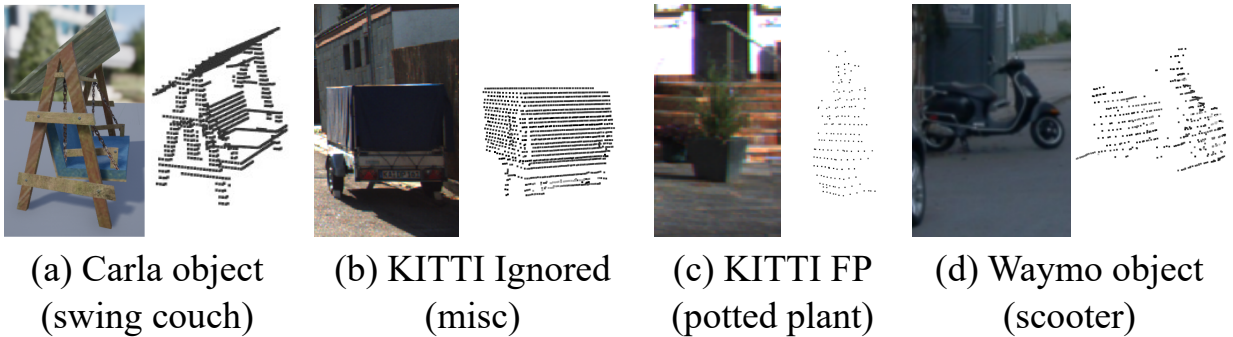 (a) Carla object
(swing couch)
(b) KITTI Ignored
(misc)
(c) KITTI FP
(potted plant)
(d) Waymo object
(scooter)